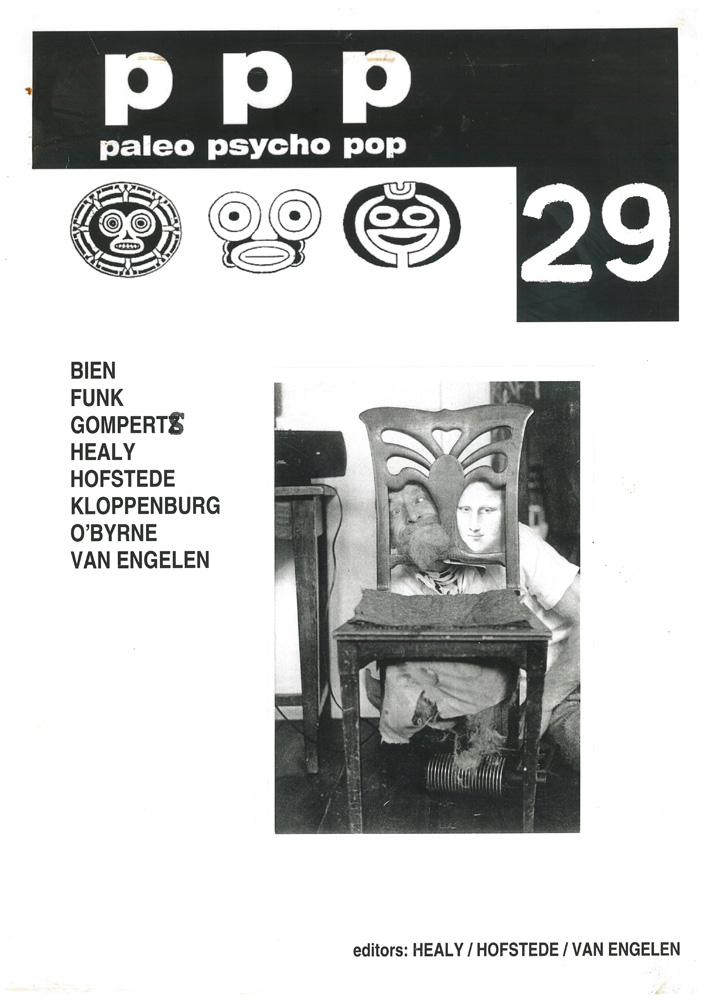 p p p
paleo psycho pop
29
BIEN
FUNK
GOMPERTS
HEALY
HOFSTEDE
KLOPPENBURG
O'BYRNE
VAN ENGELEN
editors: HEALY / HOFSTEDE / VAN ENGELEN